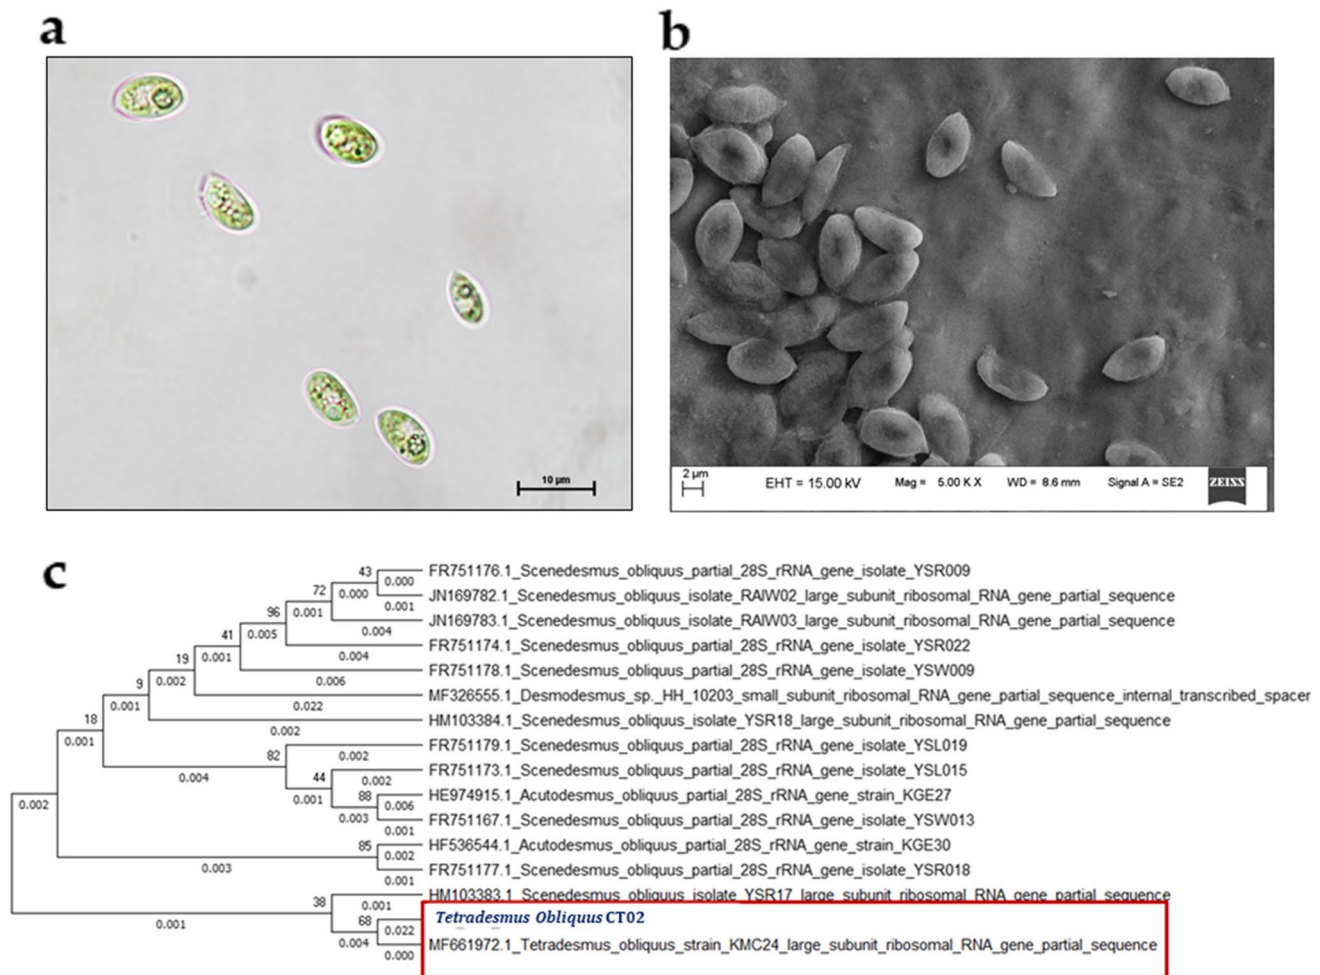 a
b
10 µm
2 µm
EHT = 15.00 kV
Mag = 5.00 K X
WD = 8.6 mm
Signal A = SE2
ZEISS
c
43 0.000 FR751176.1_Scenedesmus_obliquus_partial_28S_rRNA_gene_isolate_YSR009
72 0.000 0.001 JN169782.1_Scenedesmus_obliquus_isolate_RAIW02_large_subunit_ribosomal_RNA_gene_partial_sequence
96 0.001 0.004 JN169783.1_Scenedesmus_obliquus_isolate_RAIW03_large_subunit_ribosomal_RNA_gene_partial_sequence
41 0.005 0.004 FR751174.1_Scenedesmus_obliquus_partial_28S_rRNA_gene_isolate_YSR022
19 0.001 0.006 FR751178.1_Scenedesmus_obliquus_partial_28S_rRNA_gene_isolate_YSW009
9 0.002 0.022 MF326555.1_Desmodesmus_sp._HH_10203_small_subunit_ribosomal_RNA_gene_partial_sequence_internal_transcribed_spacer
18 0.001 0.002 HM103384.1_Scenedesmus_obliquus_isolate_YSR18_large_subunit_ribosomal_RNA_gene_partial_sequence
0.001 82 0.002 FR751179.1_Scenedesmus_obliquus_partial_28S_rRNA_gene_isolate_YSL019
0.004 44 0.002 FR751173.1_Scenedesmus_obliquus_partial_28S_rRNA_gene_isolate_YSL015
0.002 0.001 88 0.006 HE974915.1_Acutodesmus_obliquus_partial_28S_rRNA_gene_strain_KGE27
0.003 0.001 FR751167.1_Scenedesmus_obliquus_partial_28S_rRNA_gene_isolate_YSW013
85 0.002 HF536544.1_Acutodesmus_obliquus_partial_28S_rRNA_gene_strain_KGE30
0.003 0.001 FR751177.1_Scenedesmus_obliquus_partial_28S_rRNA_gene_isolate_YSR018
38 0.001 HM103383.1_Scenedesmus_obliquus_isolate_YSR17_large_subunit_ribosomal_RNA_gene_partial_sequence
0.001 68 0.022 Tetradesmus Obliquus CT02
0.004 0.000 MF661972.1_Tetradesmus_obliquus_strain_KMC24_large_subunit_ribosomal_RNA_gene_partial_sequence